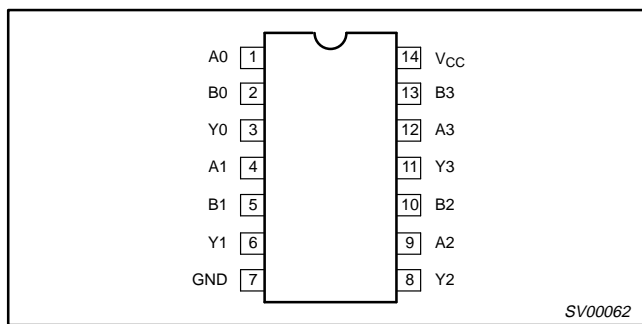 A0 1 14 VCC
B0 2 13 B3
Y0 3 12 A3
A1 4 11 Y3
B1 5 10 B2
Y1 6 9 A2
GND 7 8 Y2
SV00062